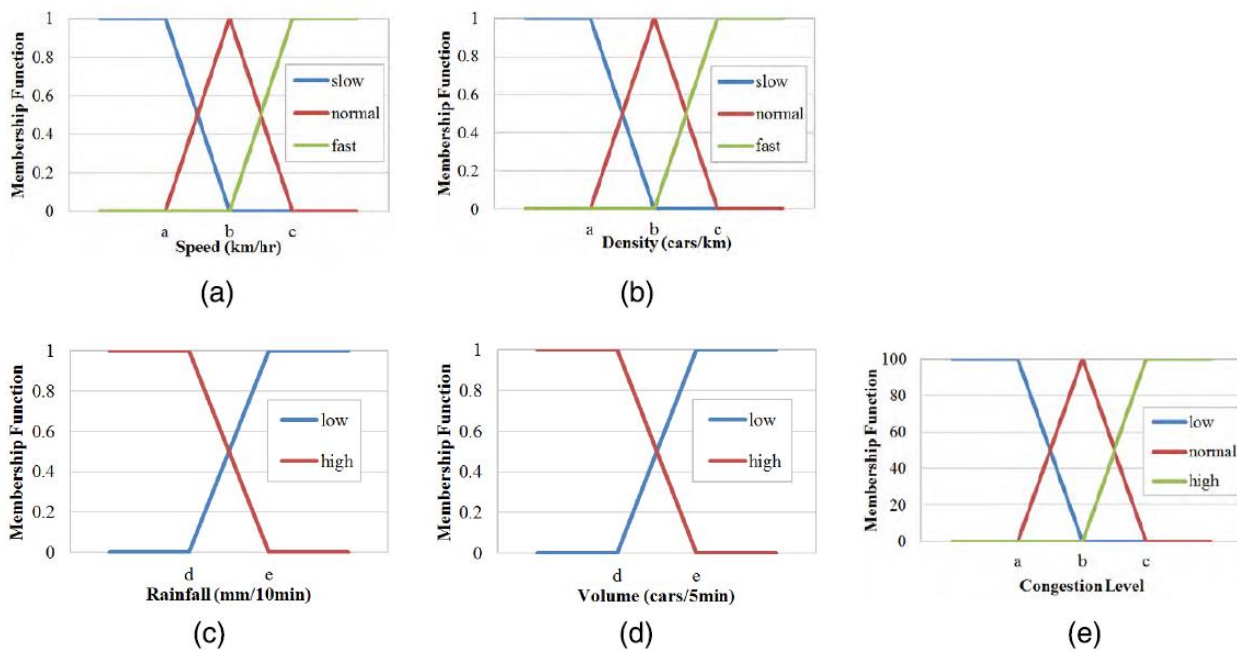 Membership Function
1
0.8
0.6
0.4
0.2
0
slow
normal
fast
a b c
Speed (km/hr)
(a)
Membership Function
1
0.8
0.6
0.4
0.2
0
slow
normal
fast
a b c
Density (cars/km)
(b)
Membership Function
1
0.8
0.6
0.4
0.2
0
low
high
d e
Rainfall (mm/10min)
(c)
Membership Function
1
0.8
0.6
0.4
0.2
0
low
high
d e
Volume (cars/5min)
(d)
Membership Function
100
80
60
40
20
0
low
normal
high
a b c
Congestion Level
(e)